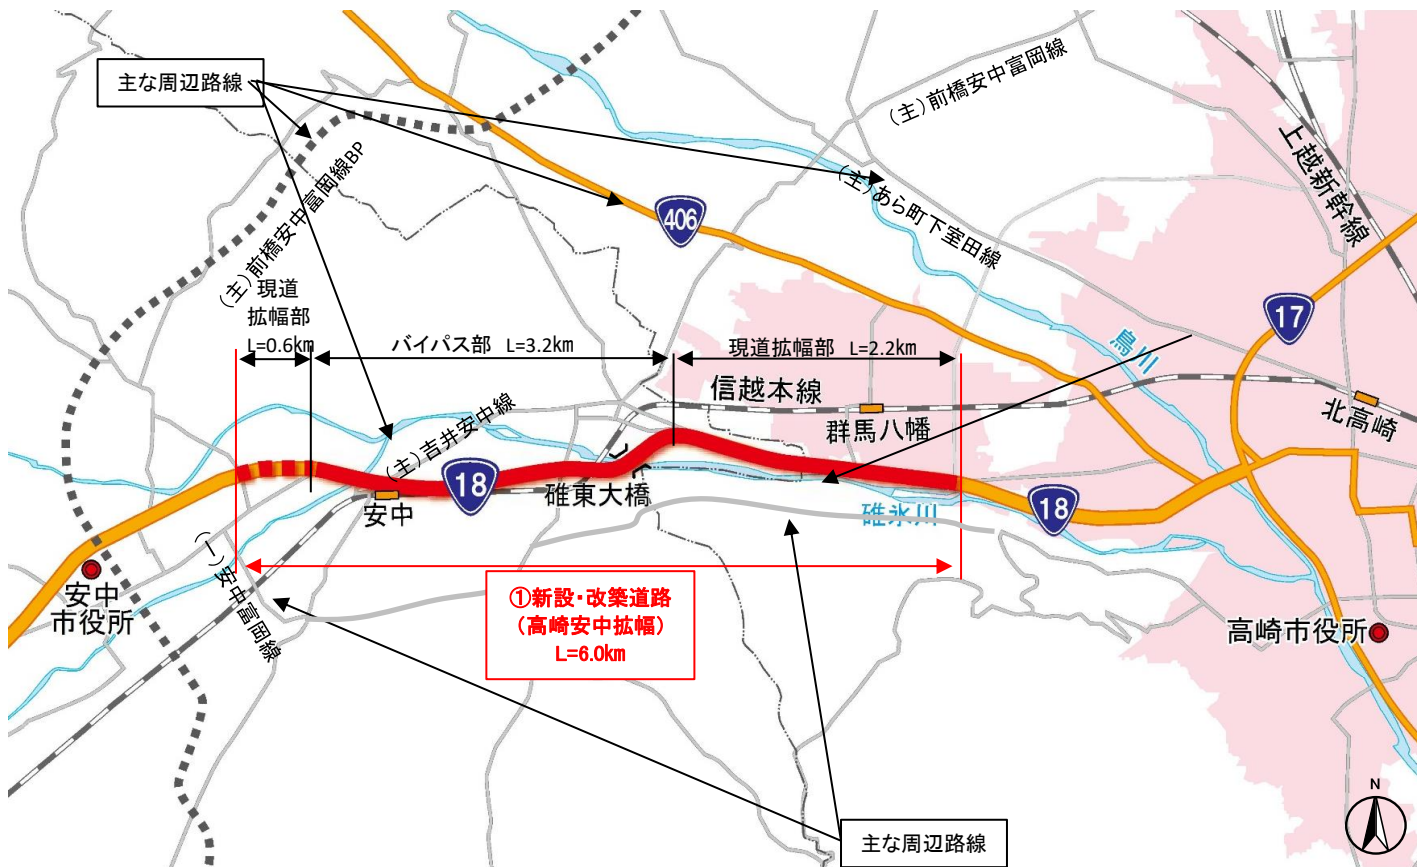 主な周辺路線
(主)前橋安中富岡線
上越新幹線
(主)前橋安中富岡線BP
406
(主)あら町下室田線
17
現道
拡幅部
L=0.6㎞
バイパス部 L=3.2㎞
現道拡幅部 L=2.2㎞
烏川
信越本線
群馬八幡
北高崎
(主)吉井安中線
18
安中
碓東大橋
碓氷川
18
(一)安中富岡線
安中
市役所
①新設・改築道路
(高崎安中拡幅)
L=6.0㎞
高崎市役所
主な周辺路線
N